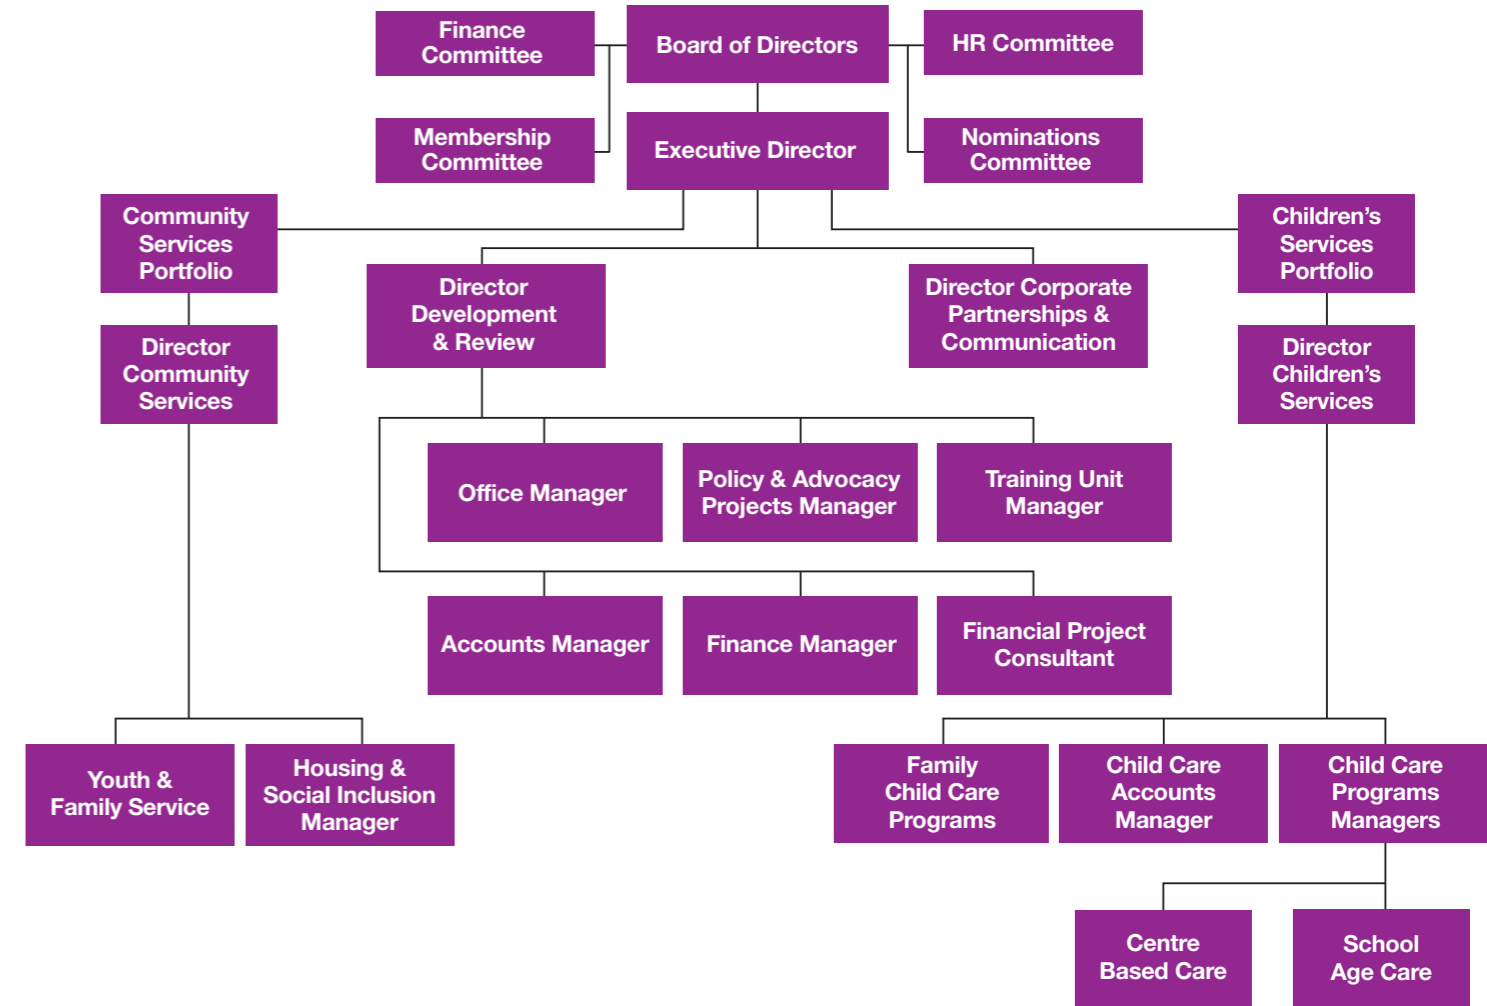 Finance
Committee
Board of Directors
HR Committee
Membership
Committee
Executive Director
Nominations
Committee
Community
Services
Portfolio
Children’s
Services
Portfolio
Director
Development
& Review
Director Corporate
Partnerships &
Communication
Director
Community
Services
Director
Children’s
Services
Office Manager
Policy & Advocacy
Projects Manager
Training Unit
Manager
Accounts Manager
Finance Manager
Financial Project
Consultant
Youth &
Family Service
Housing &
Social Inclusion
Manager
Family
Child Care
Programs
Child Care
Accounts
Manager
Child Care
Programs
Managers
Centre
Based Care
School
Age Care